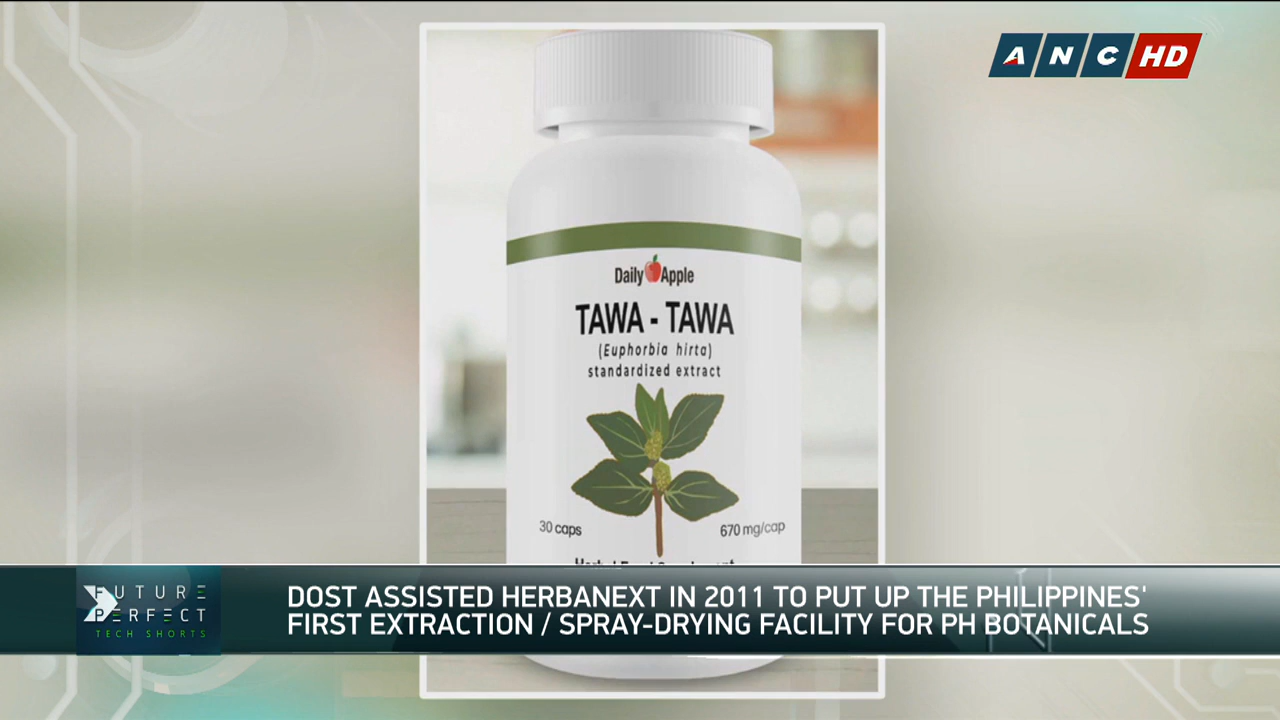 ANC HD
Daily Apple
TAWA - TAWA
(Euphorbia hirta)
standardized extract
30 caps
670 mg/cap
FUTURE
PERFECT
TECH SHORTS
DOST ASSISTED HERBANEXT IN 2011 TO PUT UP THE PHILIPPINES'
FIRST EXTRACTION / SPRAY-DRYING FACILITY FOR PH BOTANICALS